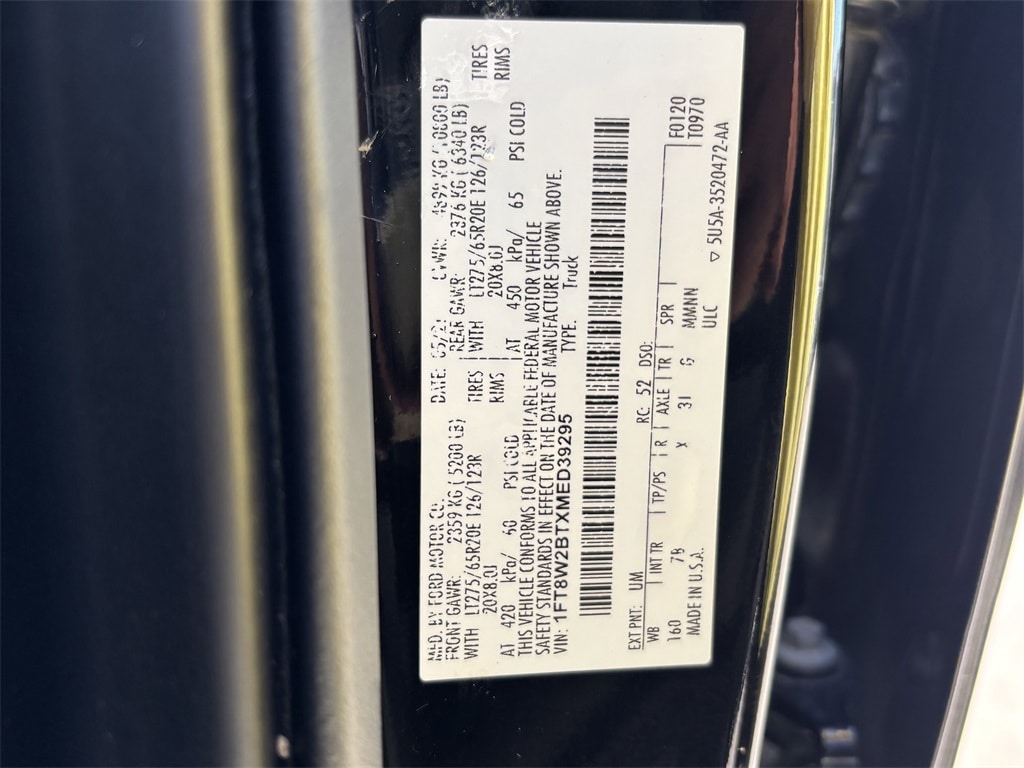 MFD. BY FORD MOTOR CO. DATE: 05/21 GVWR: 4899 KG (10800 LB)
FRONT GAWR: 2359 KG (5200 LB) REAR GAWR: 2876 KG (6340 LB)
WITH LT275/65R20E 126/123R TIRES WITH LT275/65R20E 126/123R TIRES
20X8.0J RIMS 20X8.0J RIMS
AT 420 kPa/ 60 PSI COLD AT 450 kPa/ 65 PSI COLD
THIS VEHICLE CONFORMS TO ALL APPLICABLE FEDERAL MOTOR VEHICLE
SAFETY STANDARDS IN EFFECT ON THE DATE OF MANUFACTURE SHOWN ABOVE.
VIN: 1FT8W2BTXMED39295 TYPE: Truck
EXT PNT: UM RC: 52 DSO:
WB INT TR TP/PS R AXLE TR SPR F0120
160 7B X 31 G MMNN T0970
MADE IN U.S.A. ULC
▽ 5U5A-3520472-AA